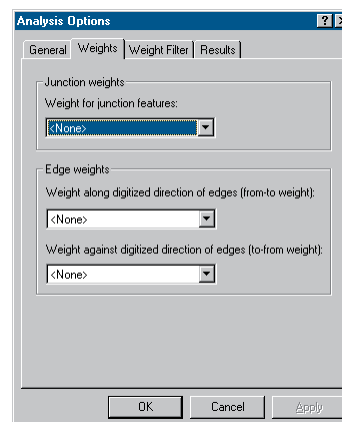 Analysis Options
General Weights Weight Filter Results
Junction weights
Weight for junction features:
<None>
Edge weights
Weight along digitized direction of edges (from-to weight):
<None>
Weight against digitized direction of edges (to-from weight):
<None>
OK Cancel Apply